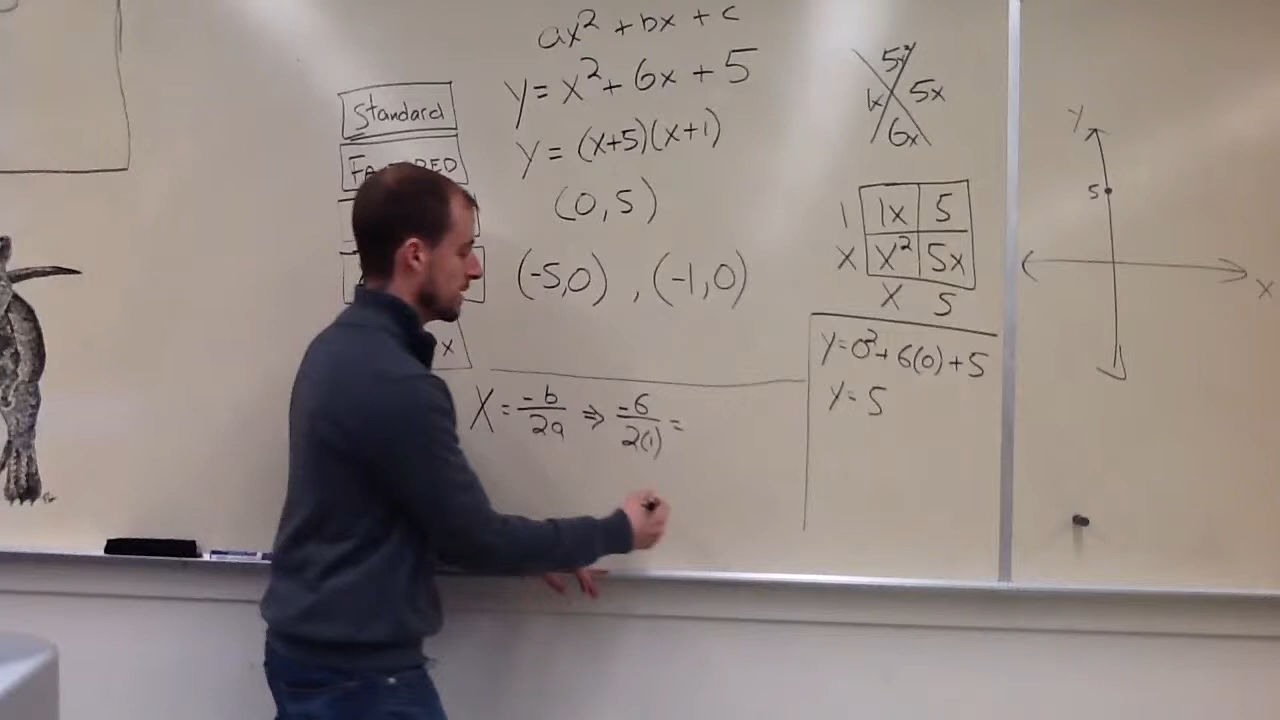 ax² + bx + c
y = x² + 6x + 5
Standard
y = (x+5)(x+1)
(0,5)
(-5,0) , (-1,0)
x
X = -b/2a ⇒ -6/2(1) =
5x²
1x 5x
6x
1 1x 5
x x² 5x
x 5
y = 0² + 6(0) + 5
y = 5
y
5
x